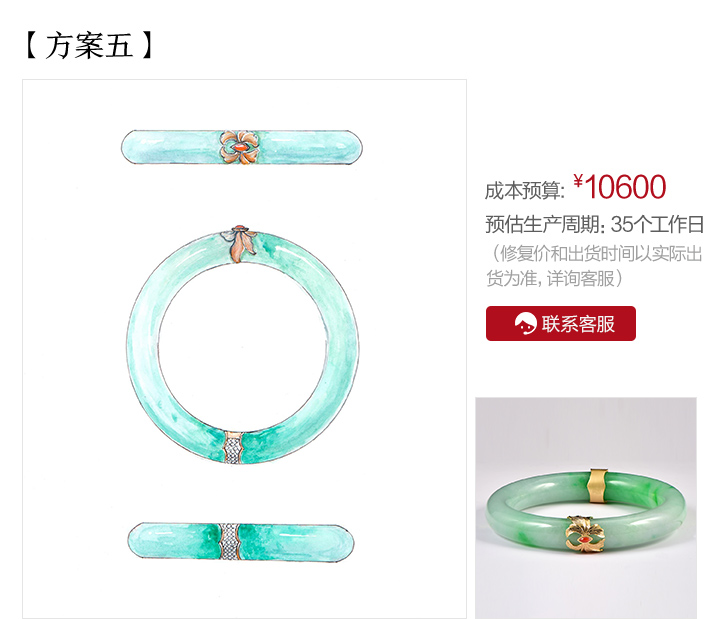 【方案五】
成本预算: ¥10600
预估生产周期: 35个工作日
（修复价和出货时间以实际出
货为准, 详询客服）
联系客服